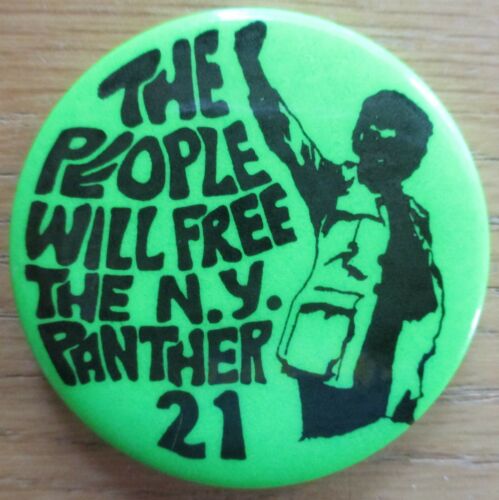 THE
PEOPLE
WILL FREE
THE N.Y.
PANTHER
21